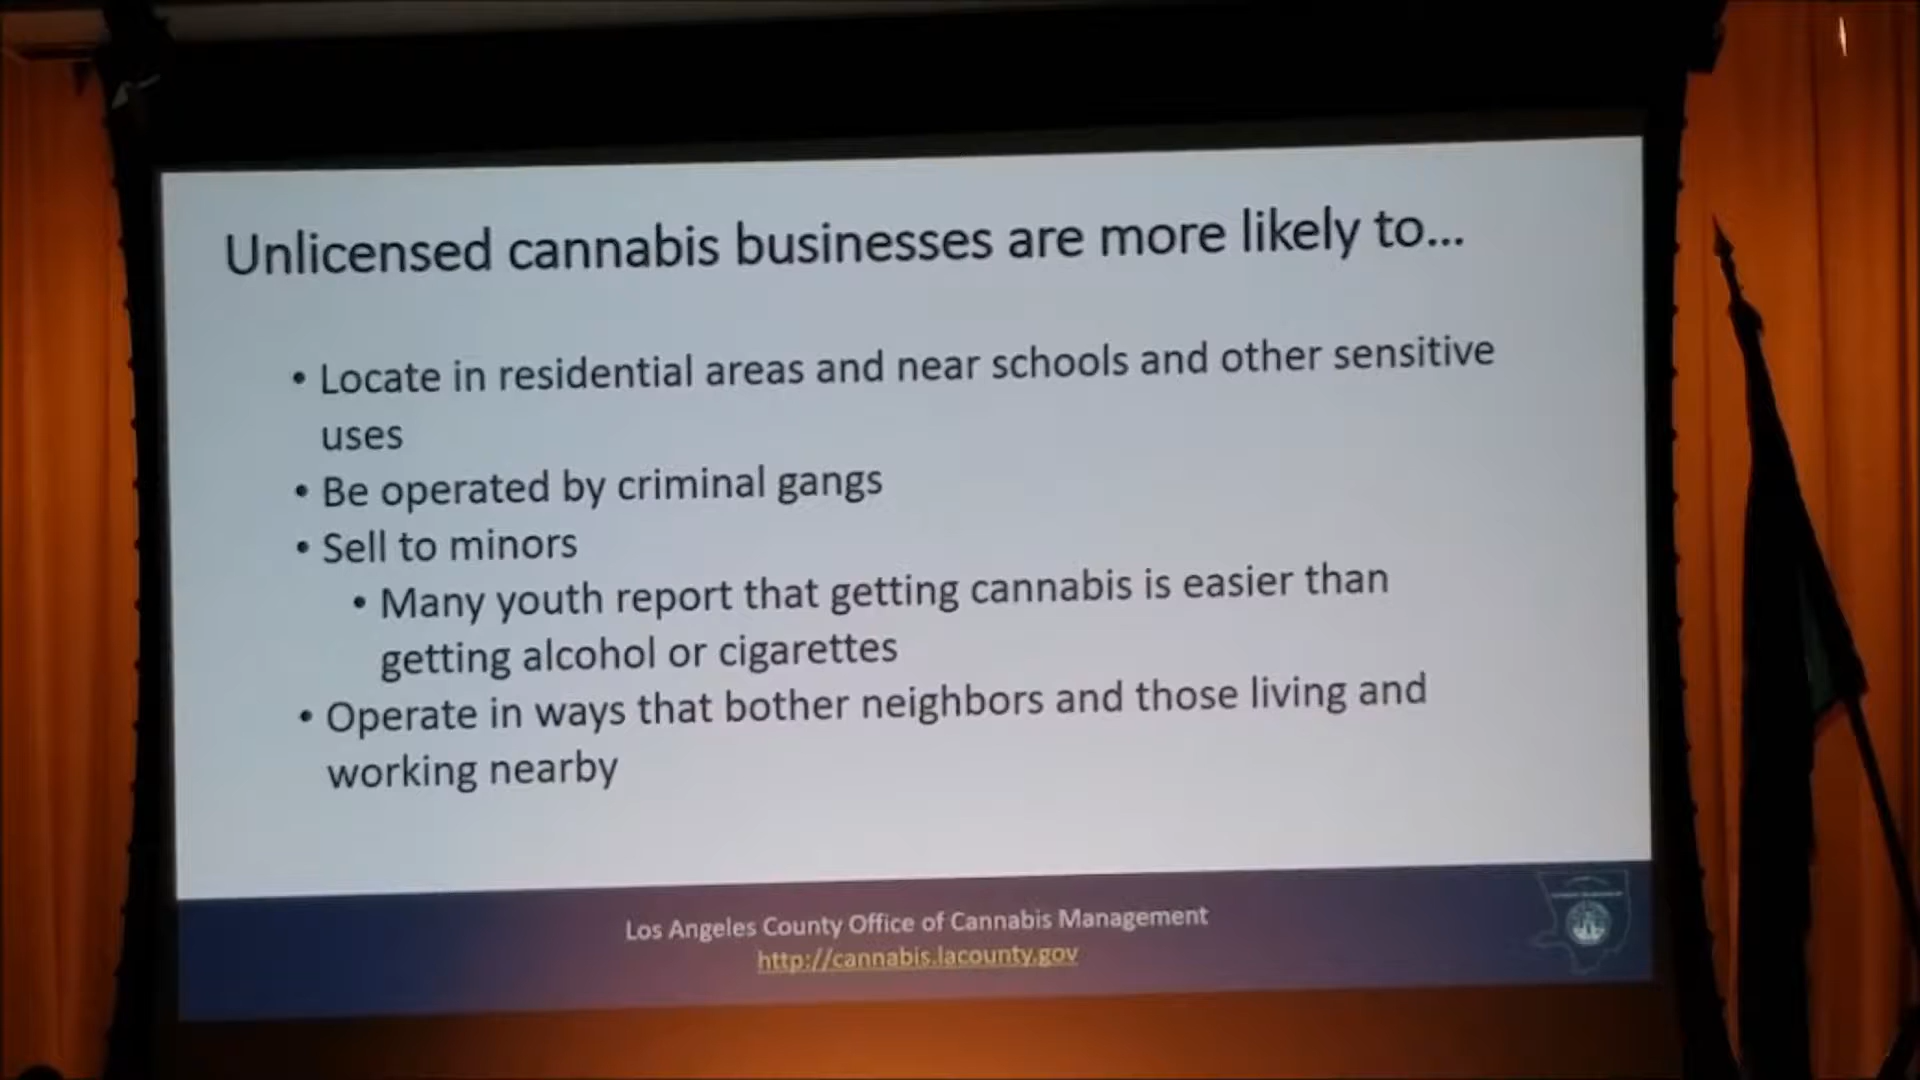 Unlicensed cannabis businesses are more likely to...
• Locate in residential areas and near schools and other sensitive
uses
• Be operated by criminal gangs
• Sell to minors
• Many youth report that getting cannabis is easier than
getting alcohol or cigarettes
• Operate in ways that bother neighbors and those living and
working nearby
Los Angeles County Office of Cannabis Management
http://cannabis.lacounty.gov